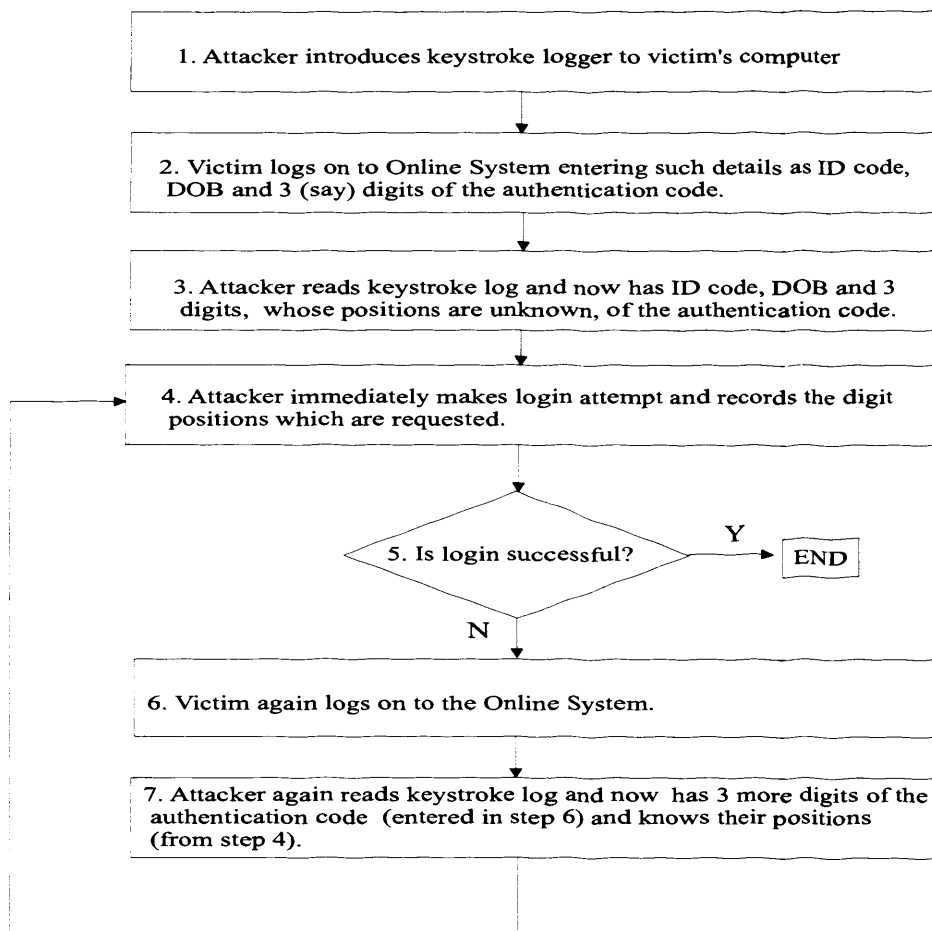 1. Attacker introduces keystroke logger to victim's computer
2. Victim logs on to Online System entering such details as ID code,
DOB and 3 (say) digits of the authentication code.
3. Attacker reads keystroke log and now has ID code, DOB and 3
digits, whose positions are unknown, of the authentication code.
4. Attacker immediately makes login attempt and records the digit
positions which are requested.
5. Is login successful?
Y
END
N
6. Victim again logs on to the Online System.
7. Attacker again reads keystroke log and now has 3 more digits of the
authentication code (entered in step 6) and knows their positions
(from step 4).